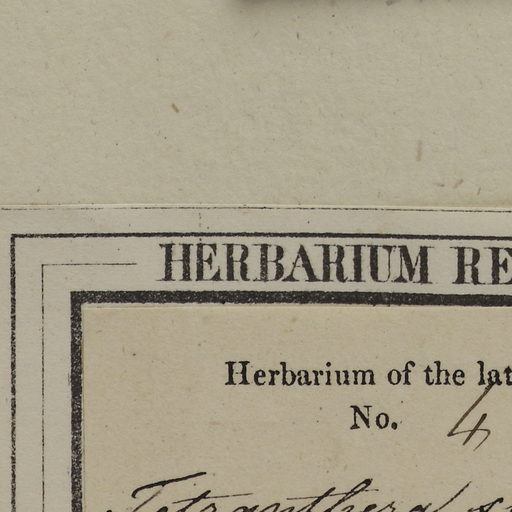 HERBARIUM RE
Herbarium of the lat
No. 4
Tetranthera